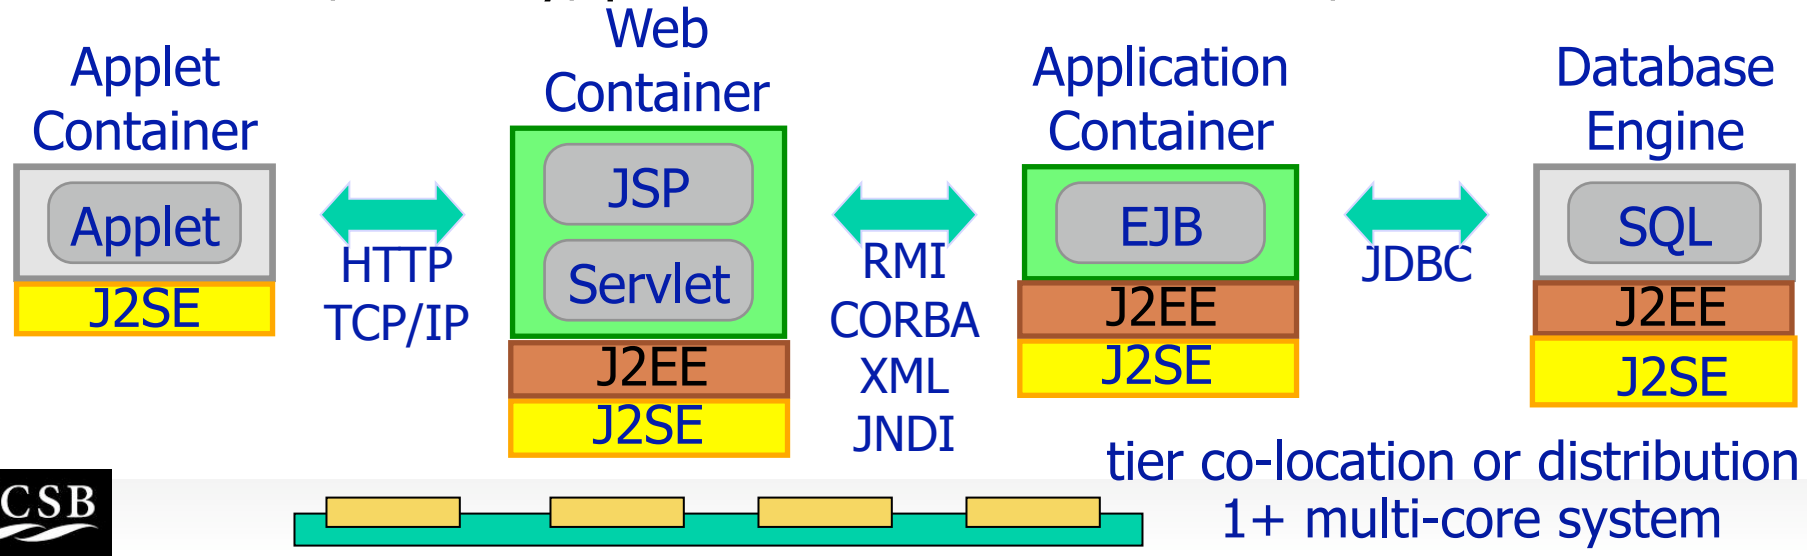 Applet
Container
Applet
J2SE
HTTP
TCP/IP
Web
Container
JSP
Servlet
J2EE
J2SE
RMI
CORBA
XML
JNDI
Application
Container
EJB
J2EE
J2SE
JDBC
Database
Engine
SQL
J2EE
J2SE
tier co-location or distribution
1+ multi-core system
CSB